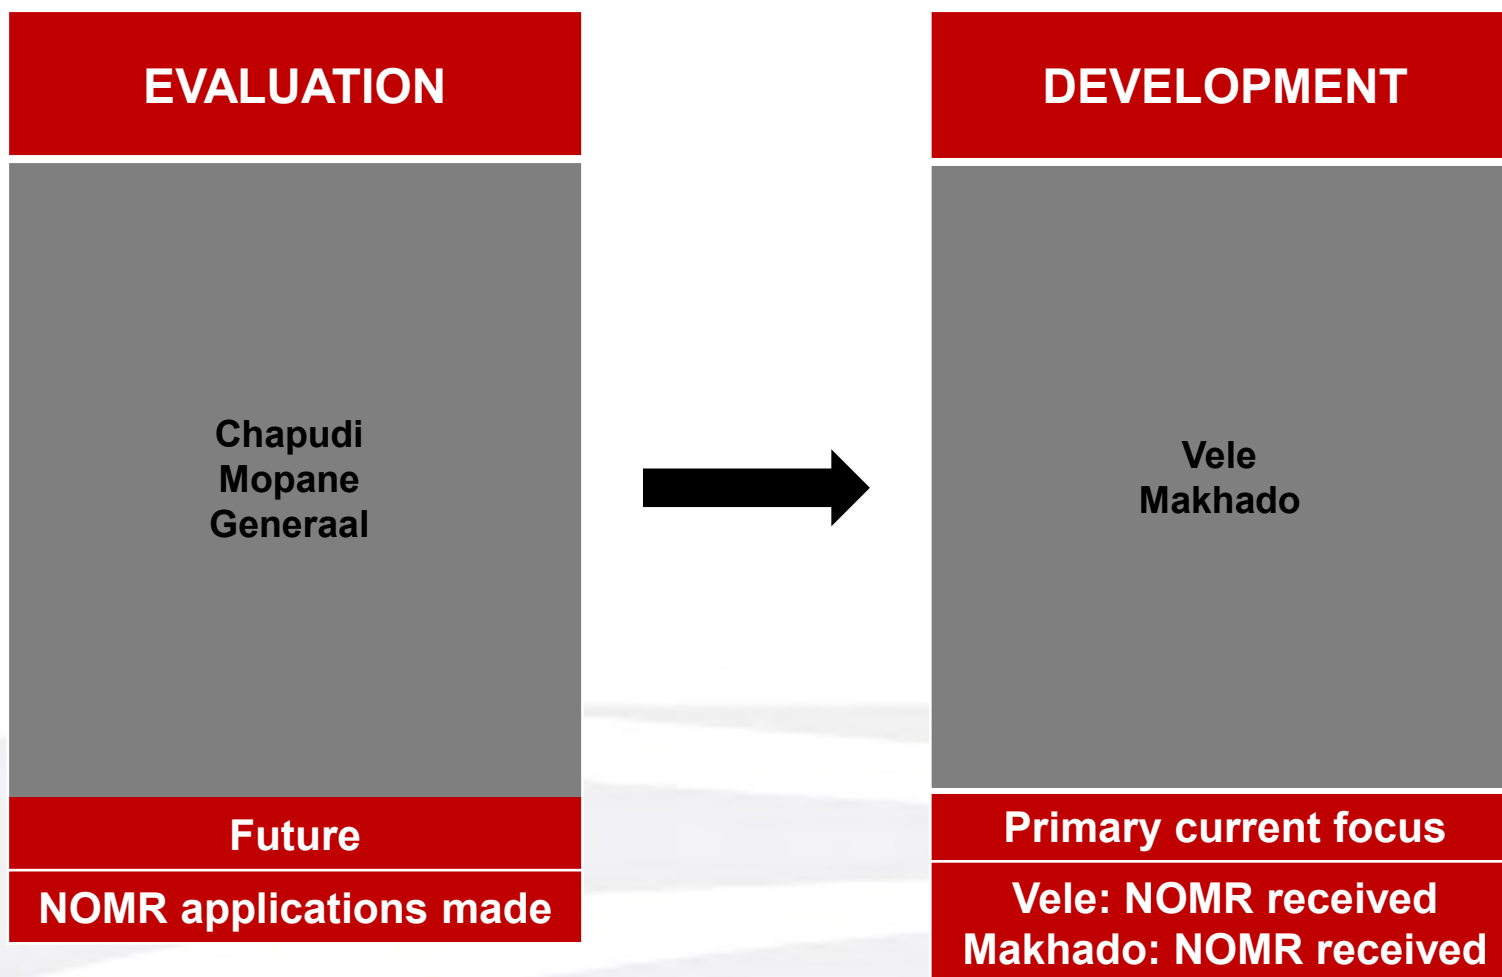 EVALUATION
Chapudi
Mopane
Generaal
Future
NOMR applications made
DEVELOPMENT
Vele
Makhado
Primary current focus
Vele: NOMR received
Makhado: NOMR received